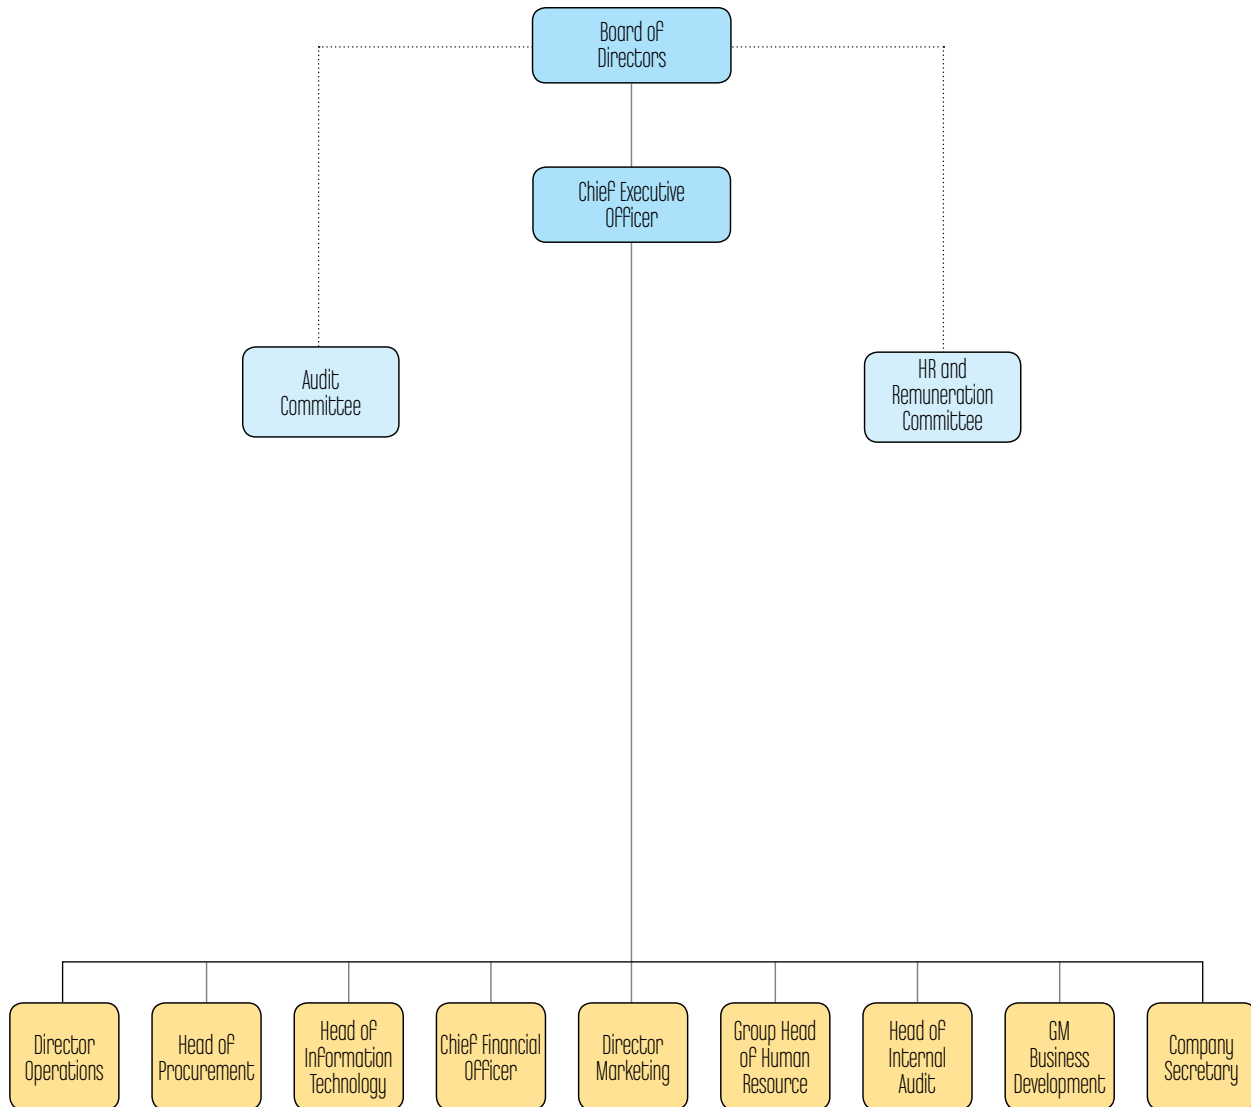 Board of
Directors
Chief Executive
Officer
Audit
Committee
HR and
Remuneration
Committee
Director
Operations
Head of
Procurement
Head of
Information
Technology
Chief Financial
Officer
Director
Marketing
Group Head
of Human
Resource
Head of
Internal
Audit
GM
Business
Development
Company
Secretary